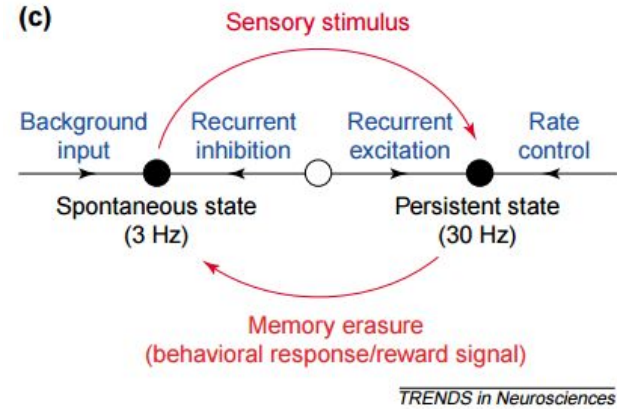 (c)
Sensory stimulus
Background input
Recurrent inhibition
Recurrent excitation
Rate control
Spontaneous state
(3 Hz)
Persistent state
(30 Hz)
Memory erasure
(behavioral response/reward signal)
TRENDS in Neurosciences